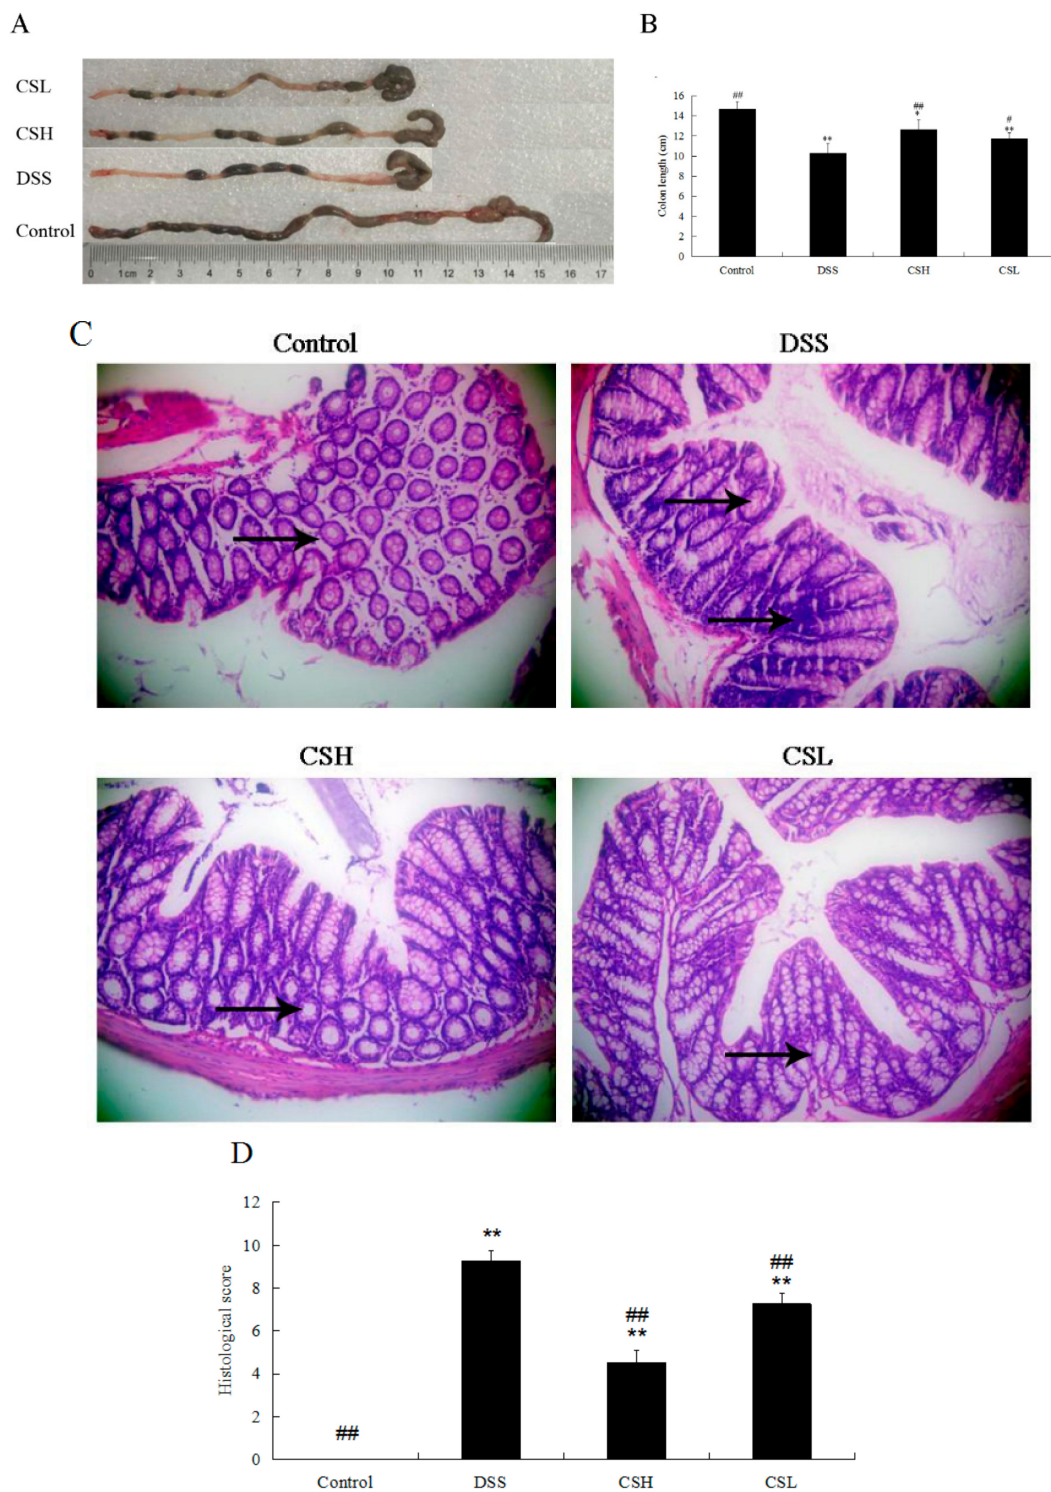 A
CSL
CSH
DSS
Control
0 1cm 2 3 4 5 6 7 8 9 10 11 12 13 14 15 16 17
B
Colon length (cm)
16
14
12
10
8
6
4
2
0
##
**
##
*
#
**
Control DSS CSH CSL
C
Control DSS
CSH CSL
D
Histological score
12
10
8
6
4
2
0
##
**
##
**
##
**
Control DSS CSH CSL